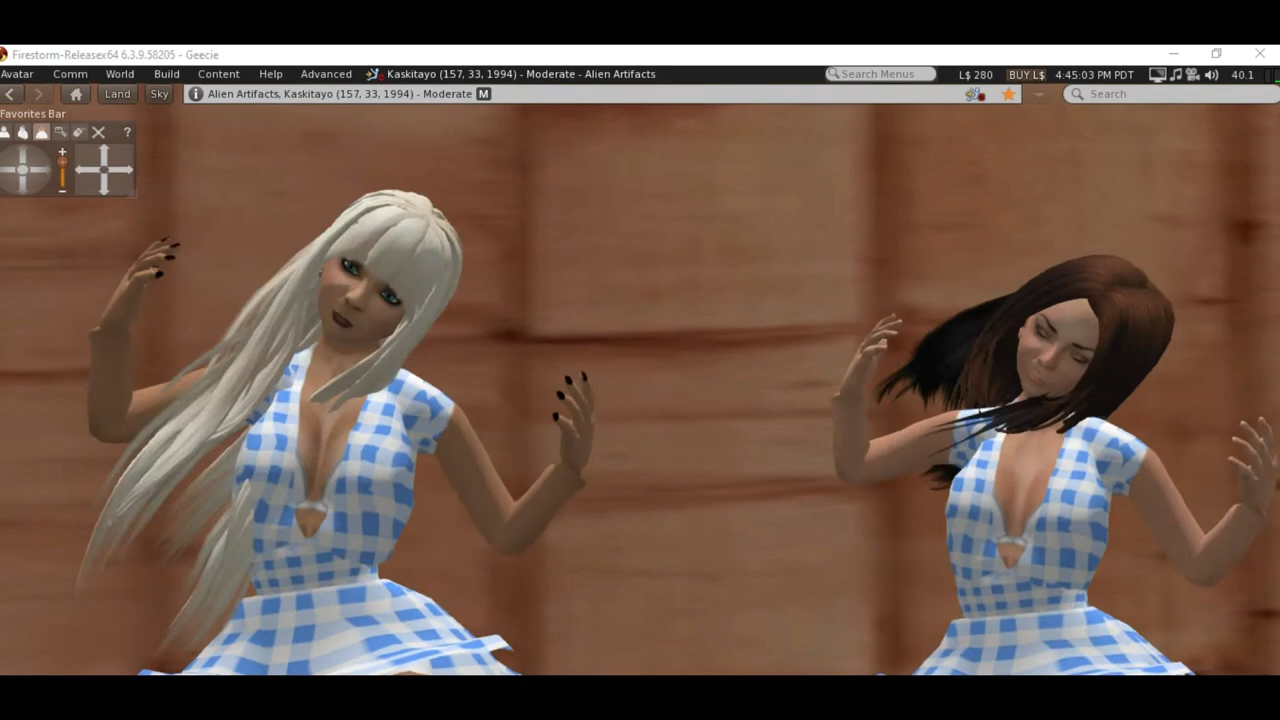 Firestorm-Releasex64 6.3.9.58205 - Geecie
Avatar Comm World Build Content Help Advanced Kaskitayo (157, 33, 1994) - Moderate - Alien Artifacts Search Menus L$ 280 BUY L$ 4:45:03 PM PDT 40.1
Land Sky Alien Artifacts, Kaskitayo (157, 33, 1994) - Moderate M Search
Favorites Bar
?